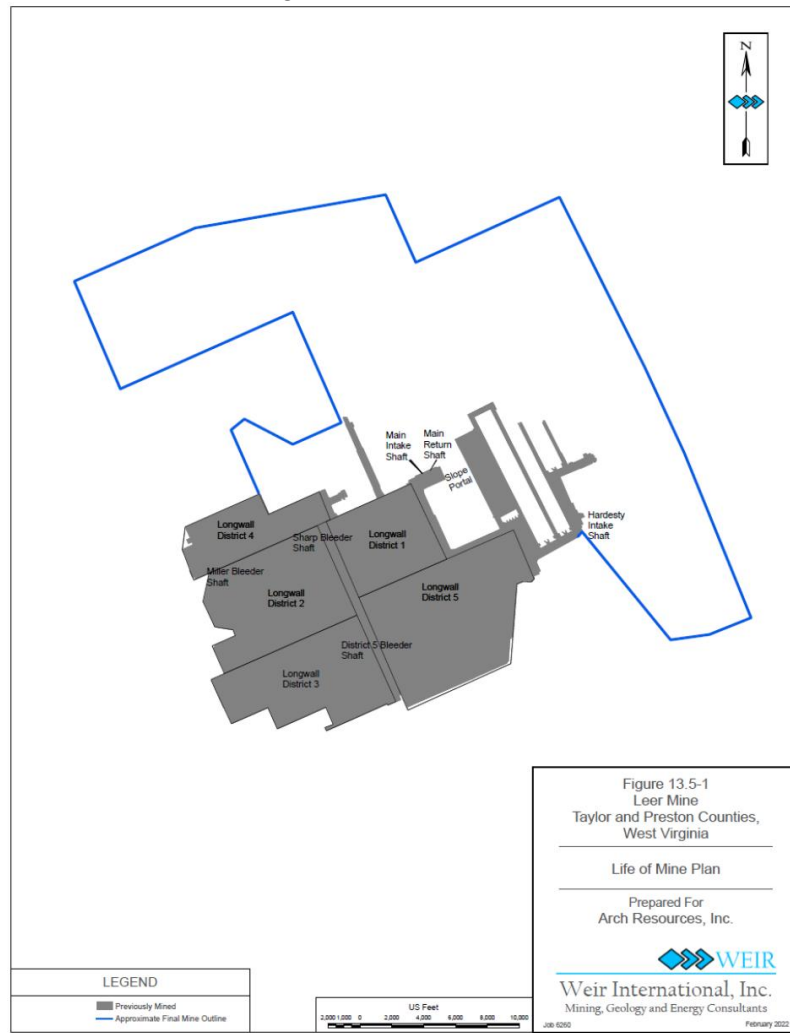 N
Main
Intake
Shaft
Main
Return
Shaft
Slope
Portal
Hardesty
Intake
Shaft
Longwall
District 4
Sharp Bleeder
Shaft
Longwall
District 1
Miller Bleeder
Shaft
Longwall
District 2
Longwall
District 5
District 5 Bleeder
Shaft
Longwall
District 3
Figure 13.5-1
Leer Mine
Taylor and Preston Counties,
West Virginia
Life of Mine Plan
Prepared For
Arch Resources, Inc.
WEIR
Weir International, Inc.
Mining, Geology and Energy Consultants
Job 6260 February 2022
LEGEND
Previously Mined
Approximate Final Mine Outline
US Feet
2,000 1,000 0 2,000 4,000 6,000 8,000 10,000